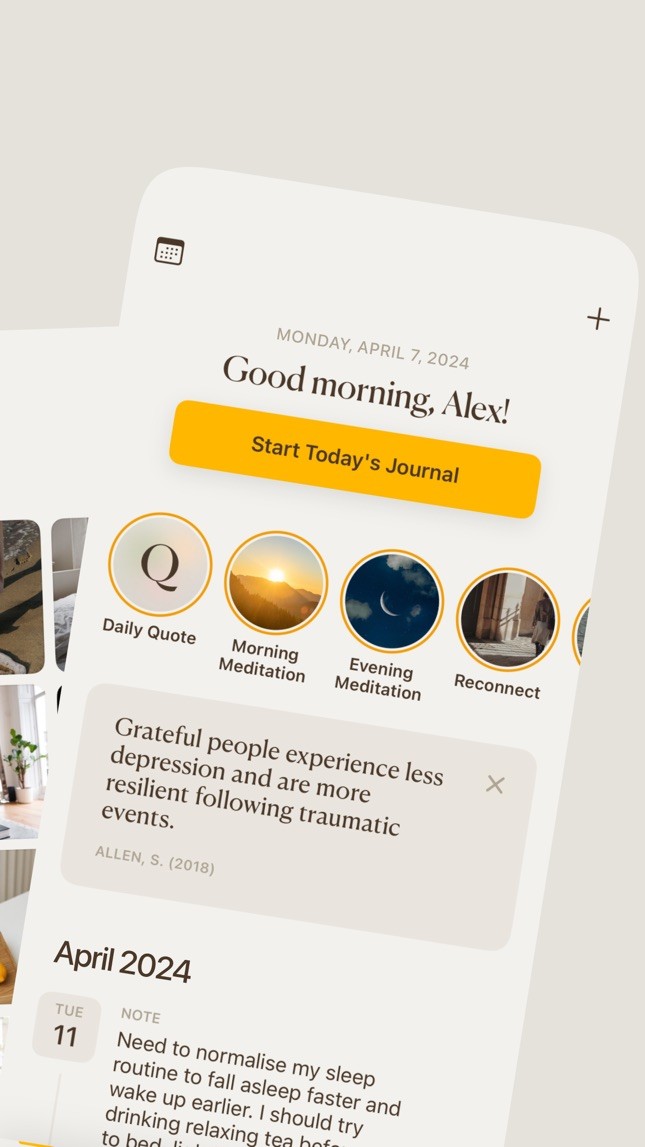 MONDAY, APRIL 7, 2024
Good morning, Alex!
Start Today's Journal
Q
Daily Quote
Morning
Meditation
Evening
Meditation
Reconnect
Grateful people experience less
depression and are more
resilient following traumatic
events.
ALLEN, S. (2018)
April 2024
TUE
11
NOTE
Need to normalise my sleep
routine to fall asleep faster and
wake up earlier. I should try
drinking relaxing tea
to